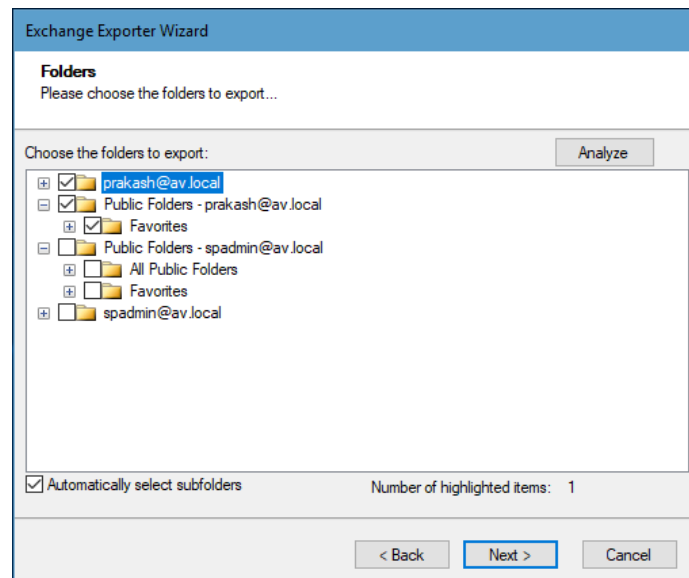 Exchange Exporter Wizard
Folders
Please choose the folders to export...
Choose the folders to export: Analyze
prakash@av.local
Public Folders - prakash@av.local
Favorites
Public Folders - spadmin@av.local
All Public Folders
Favorites
spadmin@av.local
Automatically select subfolders Number of highlighted items: 1
< Back Next > Cancel